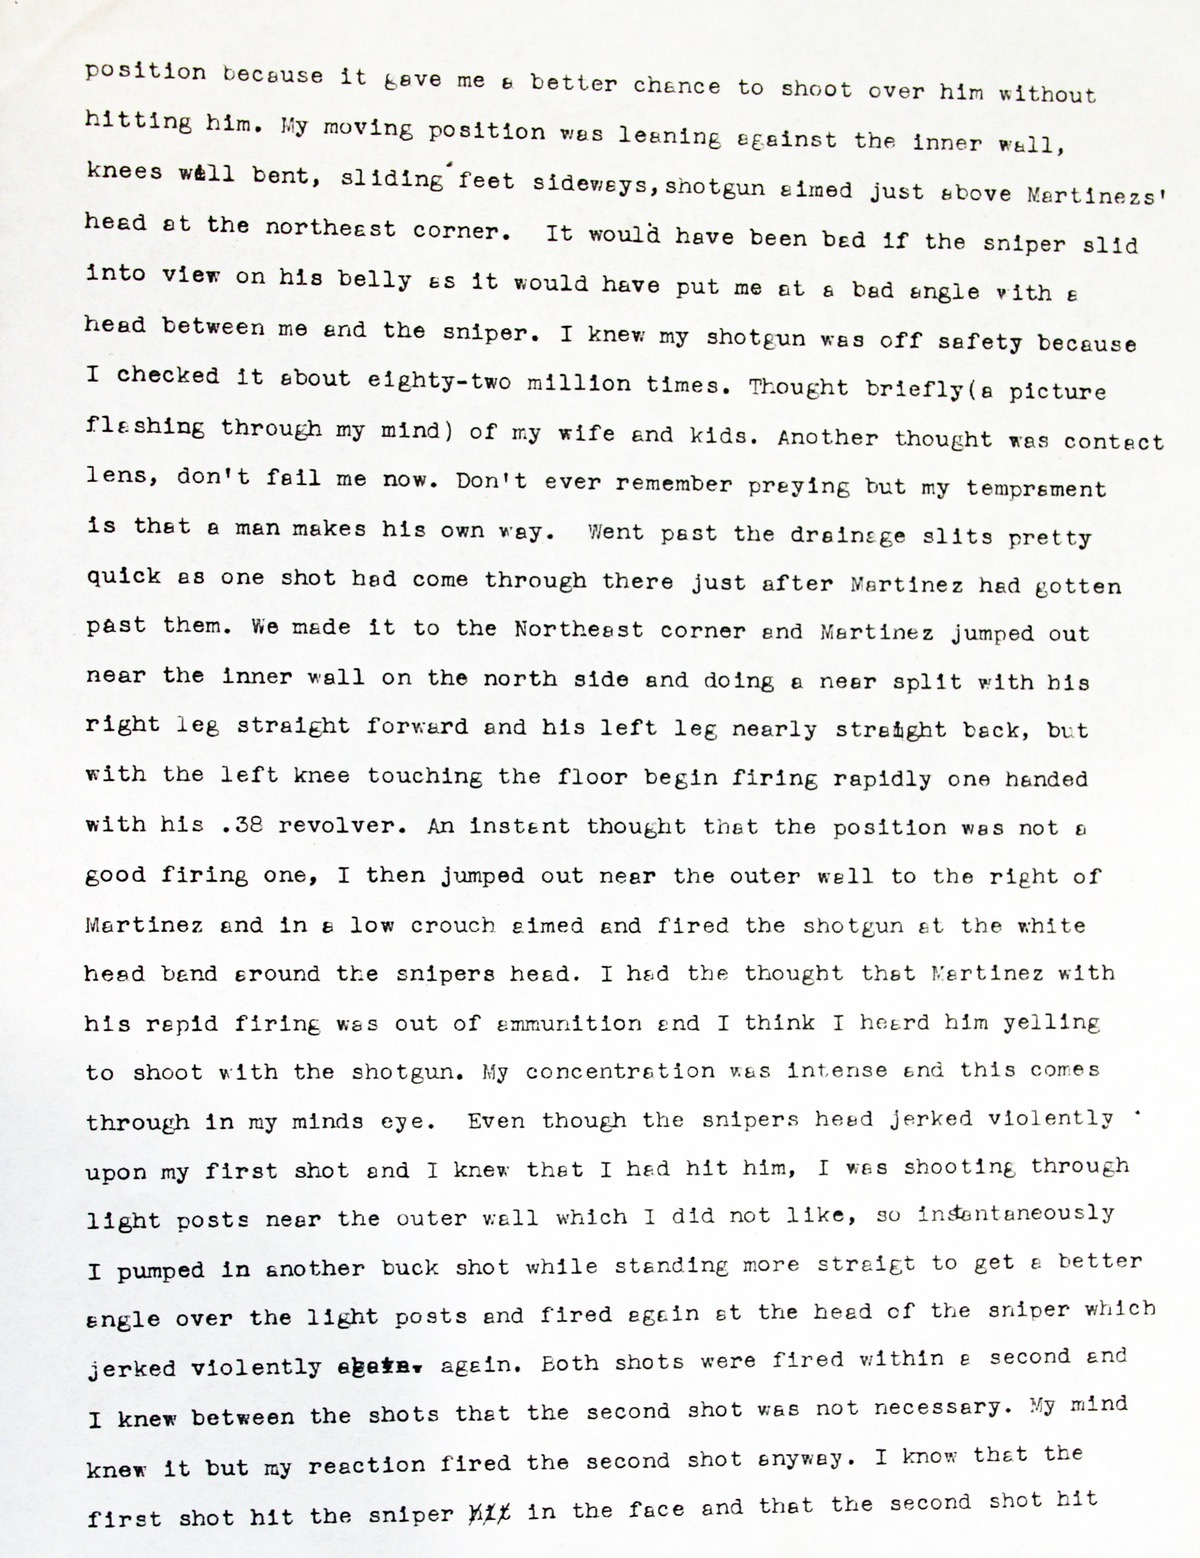 position because it gave me a better chance to shoot over him without
hitting him. My moving position was leaning against the inner wall,
knees well bent, sliding feet sideways, shotgun aimed just above Martinezs'
head at the northeast corner.  It would have been bad if the sniper slid
into view on his belly as it would have put me at a bad angle with a
head between me and the sniper. I knew my shotgun was off safety because
I checked it about eighty-two million times. Thought briefly(a picture
flashing through my mind) of my wife and kids. Another thought was contact
lens, don't fail me now. Don't ever remember praying but my temprament
is that a man makes his own way.  Went past the drainage slits pretty
quick as one shot had come through there just after Martinez had gotten
past them. We made it to the Northeast corner and Martinez jumped out
near the inner wall on the north side and doing a near split with his
right leg straight forward and his left leg nearly straight back, but
with the left knee touching the floor begin firing rapidly one handed
with his .38 revolver. An instant thought that the position was not a
good firing one, I then jumped out near the outer wall to the right of
Martinez and in a low crouch aimed and fired the shotgun at the white
head band around the snipers head. I had the thought that Martinez with
his rapid firing was out of ammunition and I think I heard him yelling
to shoot with the shotgun. My concentration was intense and this comes
through in my minds eye.  Even though the snipers head jerked violently
upon my first shot and I knew that I had hit him, I was shooting through
light posts near the outer wall which I did not like, so instantaneously
I pumped in another buck shot while standing more straigt to get a better
angle over the light posts and fired again at the head of the sniper which
jerked violently again. again. Both shots were fired within a second and
I knew between the shots that the second shot was not necessary. My mind
knew it but my reaction fired the second shot anyway. I know that the
first shot hit the sniper hit in the face and that the second shot hit